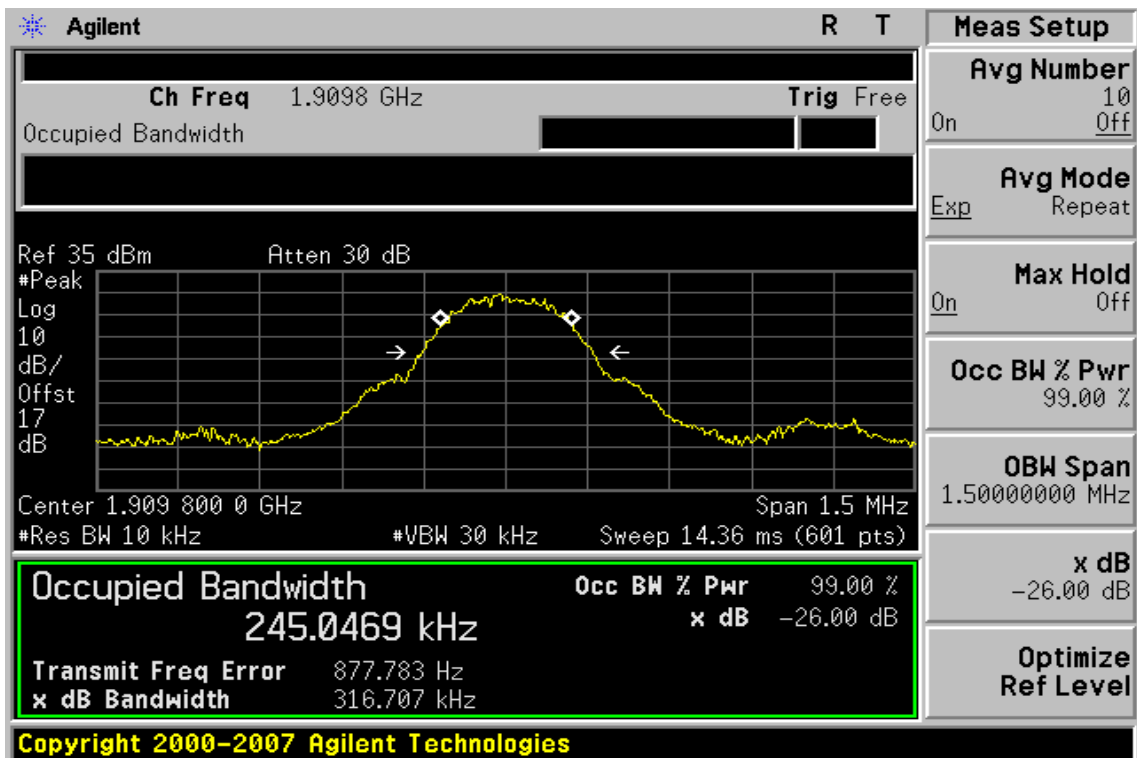 Agilent R T
Ch Freq 1.9098 GHz Trig Free
Occupied Bandwidth
Ref 35 dBm Atten 30 dB
#Peak
Log
10
dB/
Offst
17
dB
Center 1.909 800 0 GHz Span 1.5 MHz
#Res BW 10 kHz #VBW 30 kHz Sweep 14.36 ms (601 pts)
Occupied Bandwidth
245.0469 kHz
Occ BW % Pwr 99.00 %
x dB -26.00 dB
Transmit Freq Error 877.783 Hz
x dB Bandwidth 316.707 kHz
Copyright 2000-2007 Agilent Technologies
Meas Setup
Avg Number
10
On Off
Avg Mode
Exp Repeat
Max Hold
On Off
Occ BW % Pwr
99.00 %
OBW Span
1.50000000 MHz
x dB
-26.00 dB
Optimize
Ref Level